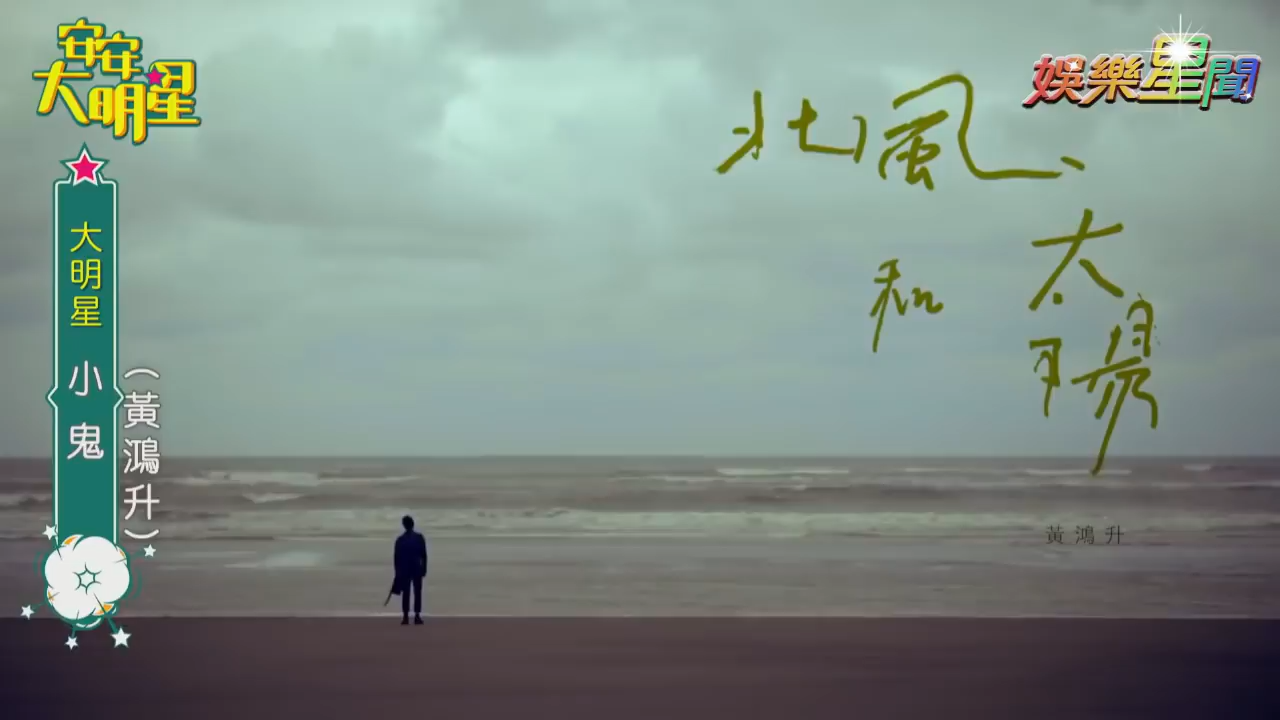 安安
大明星
大明星 小鬼
（黃鴻升）
娛樂星聞
北風、
和
太陽
黃鴻升